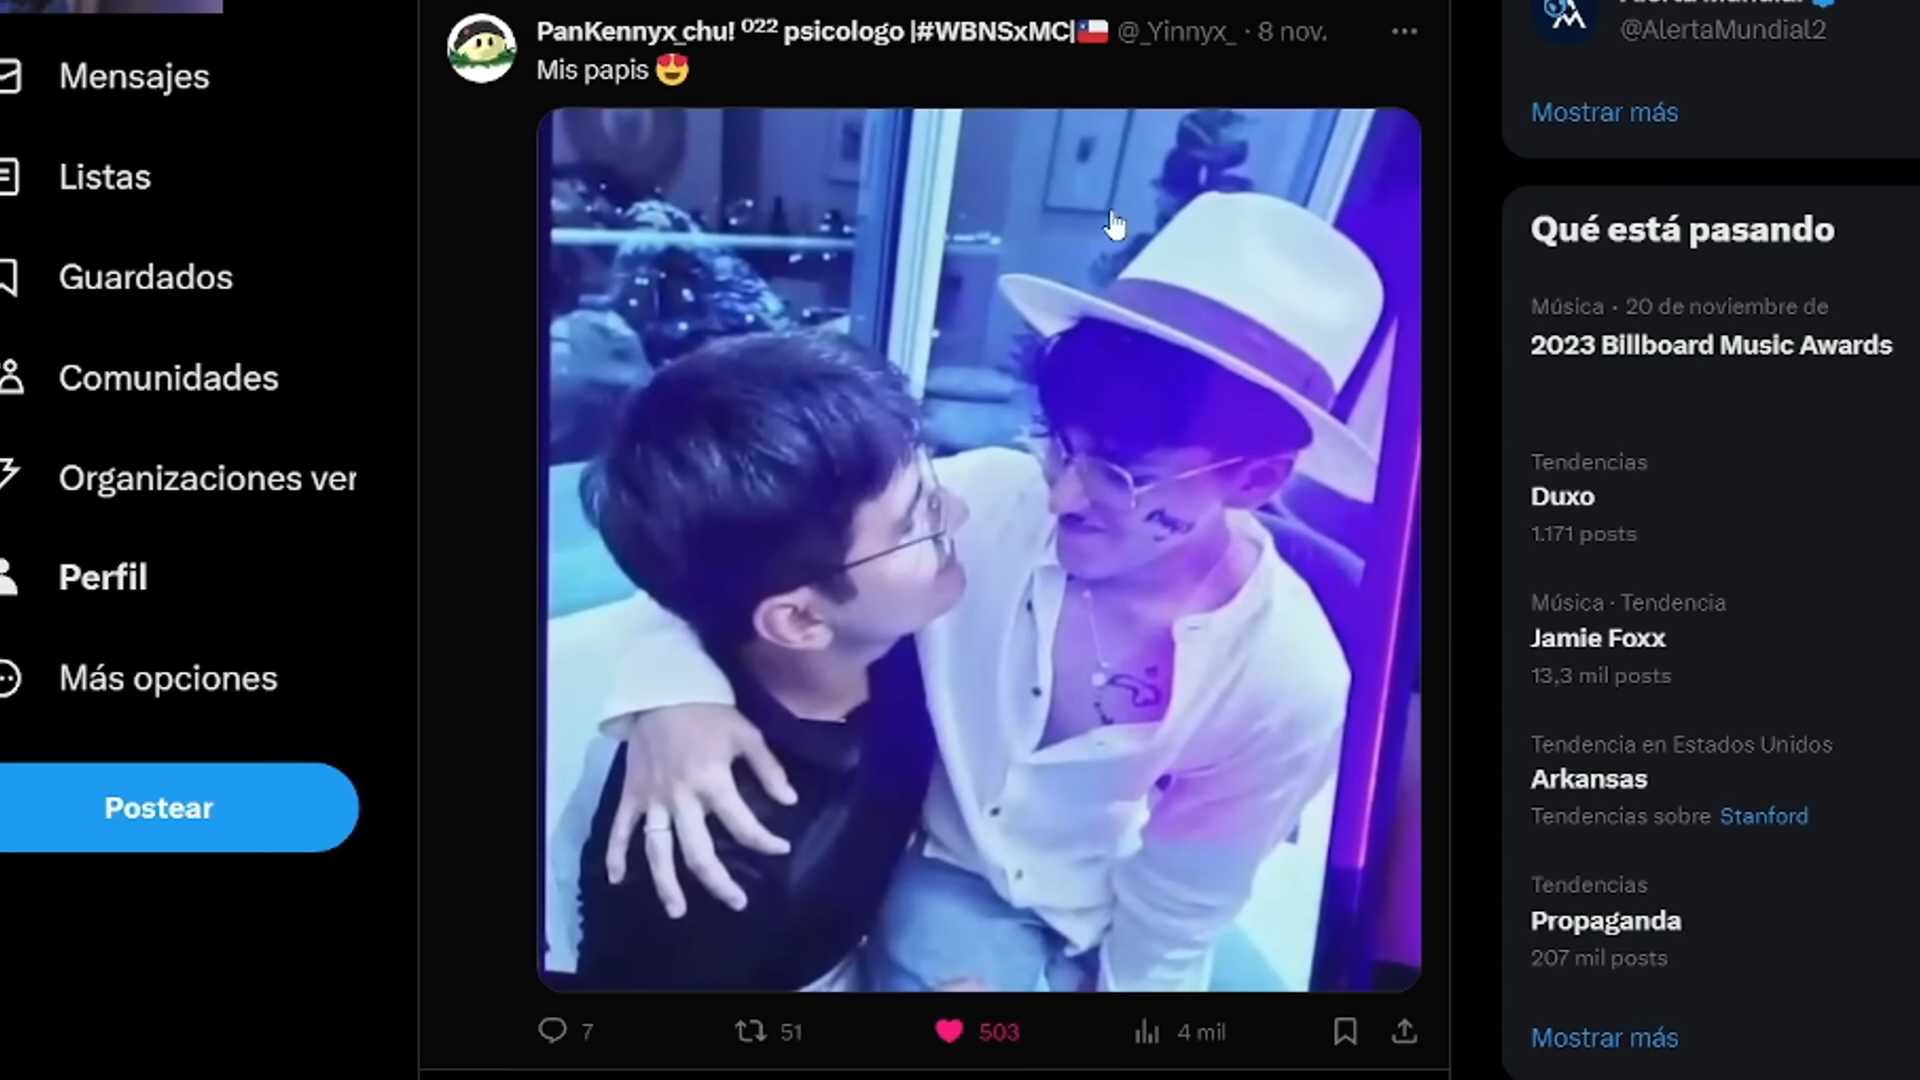 Mensajes
Listas
Guardados
Comunidades
Organizaciones ver
Perfil
Más opciones
Postear
PanKennyx_chu! ⁰²² psicologo |#WBNSxMC|🇨🇱 @_Yinnyx_ · 8 nov.
Mis papis 😍
7 51 503 4 mil
@AlertaMundial2
Mostrar más
Qué está pasando
Música · 20 de noviembre de
2023 Billboard Music Awards
Tendencias
Duxo
1.171 posts
Música · Tendencia
Jamie Foxx
13,3 mil posts
Tendencia en Estados Unidos
Arkansas
Tendencias sobre Stanford
Tendencias
Propaganda
207 mil posts
Mostrar más